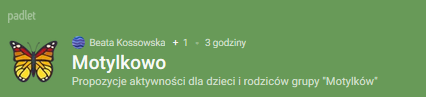 padlet
Beata Kossowska + 1 • 3 godziny
Motylkowo
Propozycje aktywności dla dzieci i rodziców grupy "Motylków"